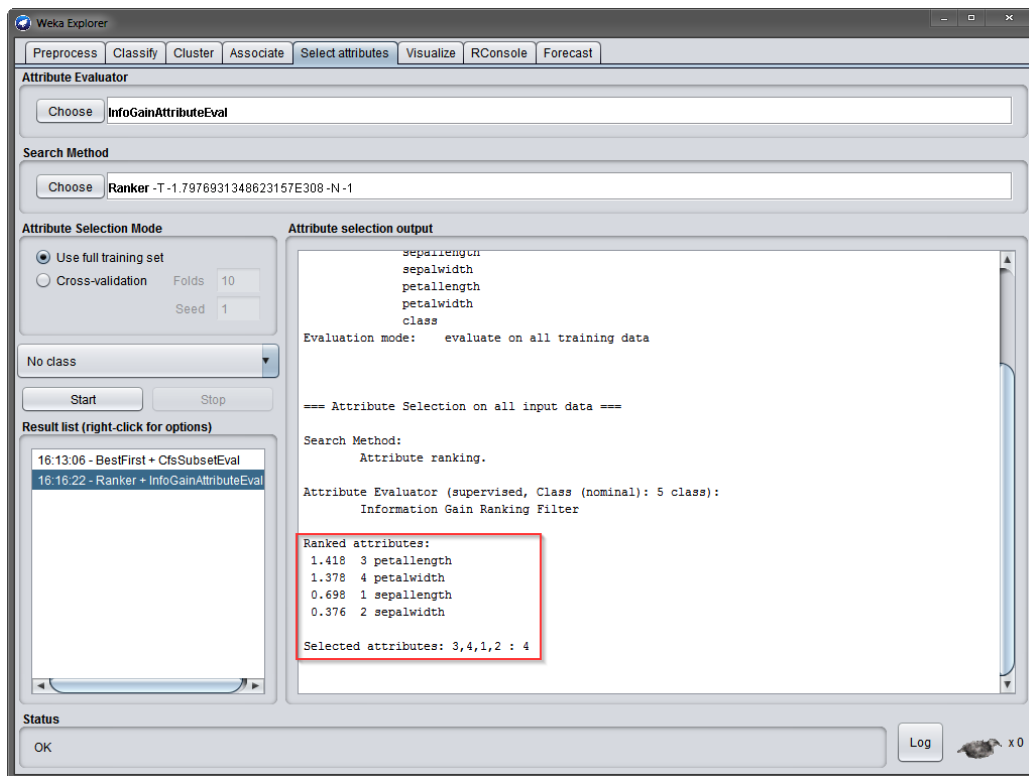 Weka Explorer
Preprocess Classify Cluster Associate Select attributes Visualize RConsole Forecast
Attribute Evaluator
Choose InfoGainAttributeEval
Search Method
Choose Ranker -T -1.7976931348623157E308 -N -1
Attribute Selection Mode
Use full training set
Cross-validation Folds 10
Seed 1
No class
Start Stop
Result list (right-click for options)
16:13:06 - BestFirst + CfsSubsetEval
16:16:22 - Ranker + InfoGainAttributeEval
Attribute selection output
sepallength
sepalwidth
petallength
petalwidth
class
Evaluation mode: evaluate on all training data
=== Attribute Selection on all input data ===
Search Method:
Attribute ranking.
Attribute Evaluator (supervised, Class (nominal): 5 class):
Information Gain Ranking Filter
Ranked attributes:
1.418 3 petallength
1.378 4 petalwidth
0.698 1 sepallength
0.376 2 sepalwidth
Selected attributes: 3,4,1,2 : 4
Status
OK
Log x 0